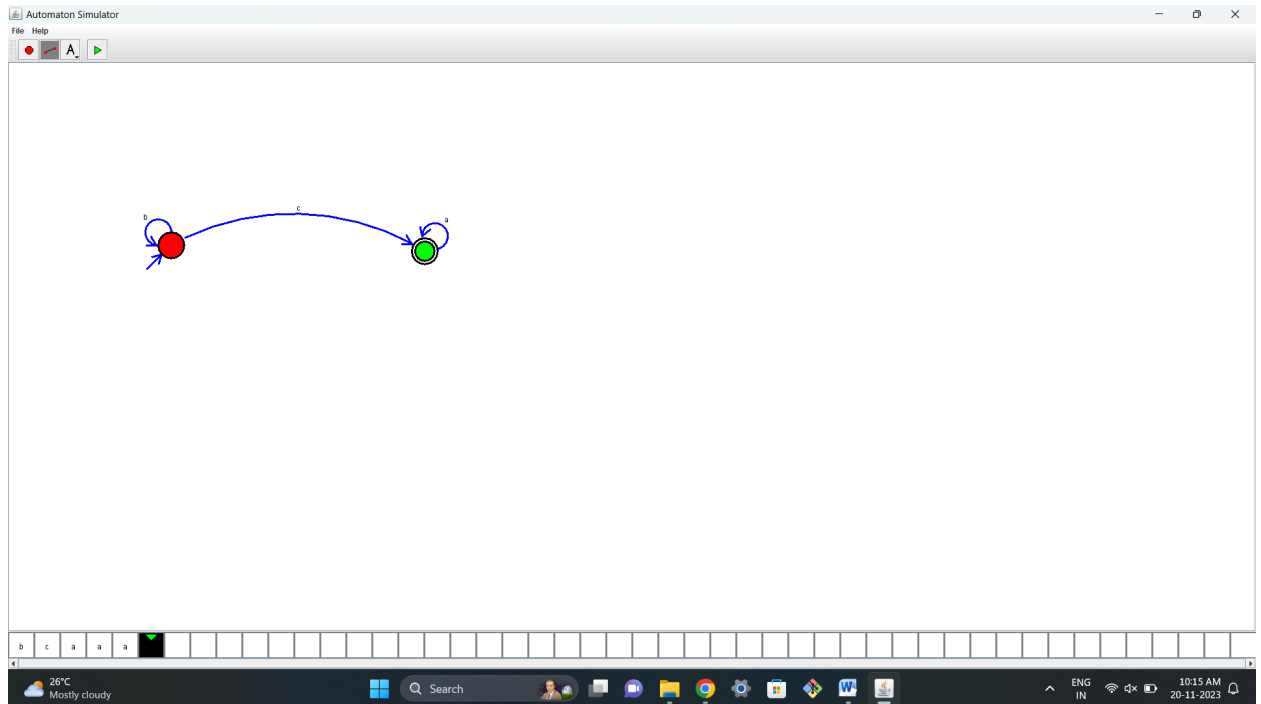 Automaton Simulator
File Help
A
c
b
a
b c a a a
26°C
Mostly cloudy
Search
W
ENG
IN
10:15 AM
20-11-2023